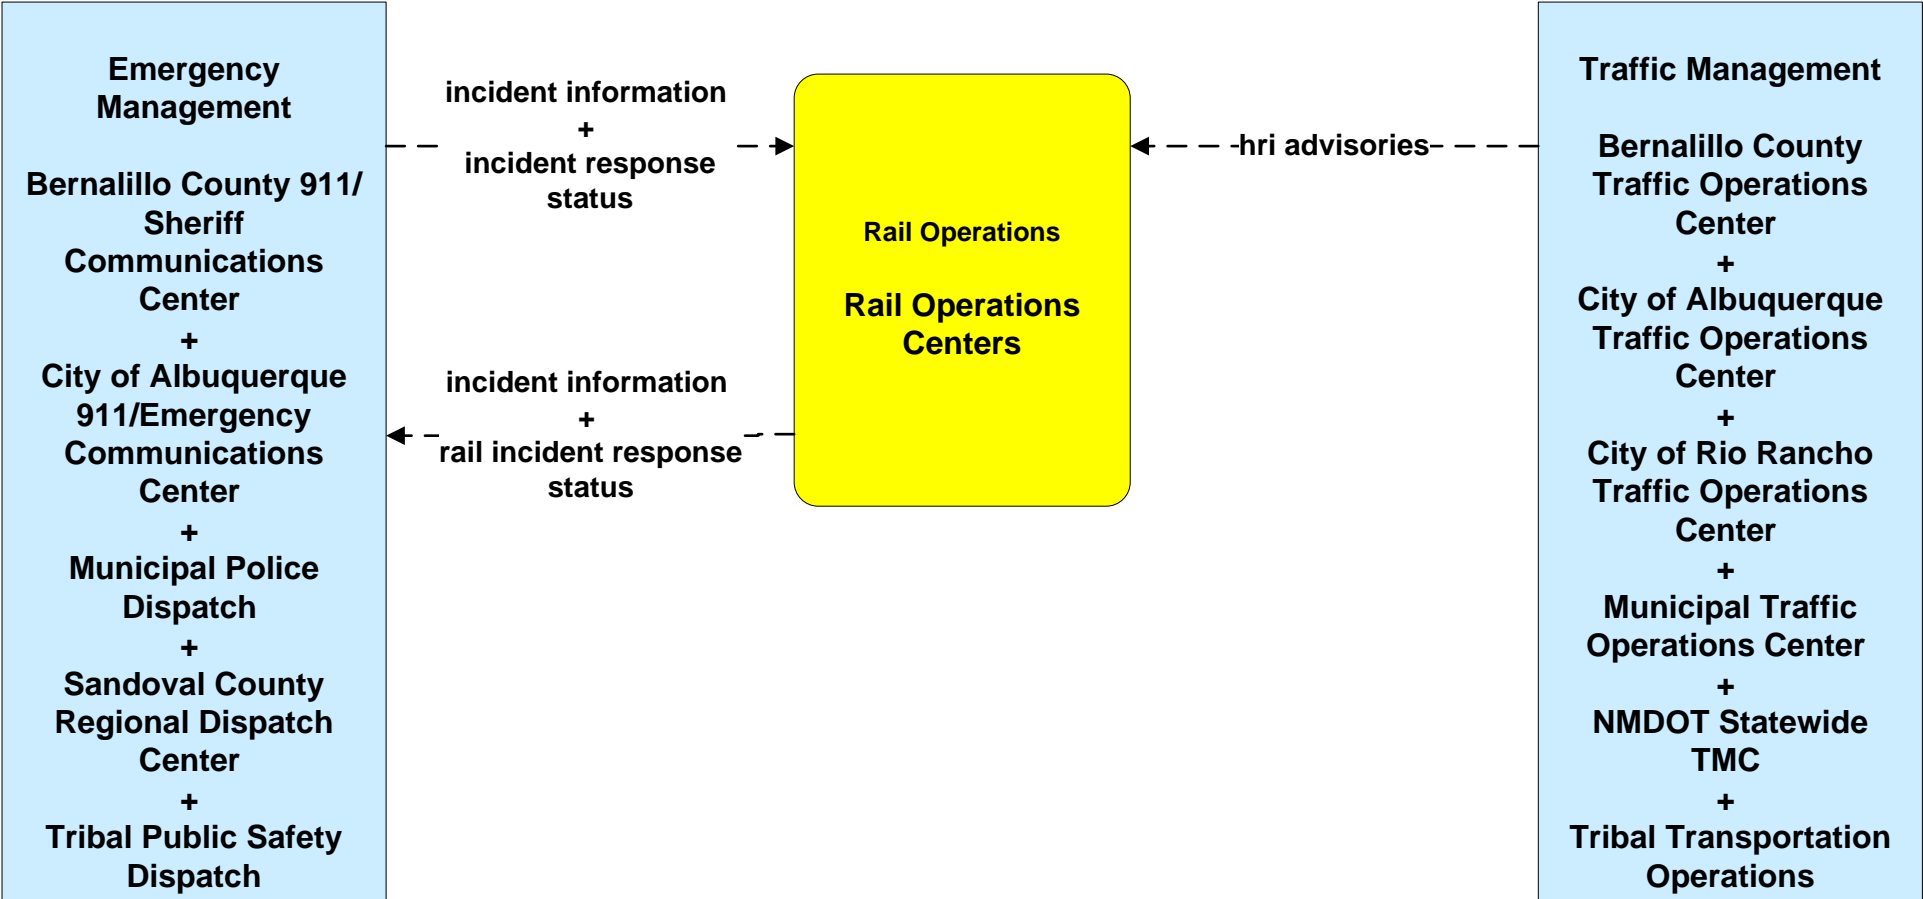 Emergency
Management
Bernalillo County 911/
Sheriff
Communications
Center
+
City of Albuquerque
911/Emergency
Communications
Center
+
Municipal Police
Dispatch
+
Sandoval County
Regional Dispatch
Center
+
Tribal Public Safety
Dispatch
incident information
+
incident response
status
incident information
+
rail incident response
status
Rail Operations
Rail Operations
Centers
hri advisories
Traffic Management
Bernalillo County
Traffic Operations
Center
+
City of Albuquerque
Traffic Operations
Center
+
City of Rio Rancho
Traffic Operations
Center
+
Municipal Traffic
Operations Center
+
NMDOT Statewide
TMC
+
Tribal Transportation
Operations